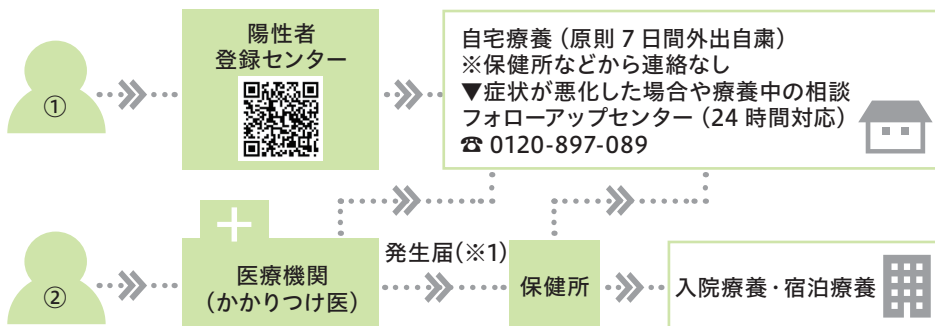 ①
陽性者
登録センター
自宅療養（原則 7 日間外出自粛）
※保健所などから連絡なし
▼症状が悪化した場合や療養中の相談
フォローアップセンター（24 時間対応）
☎ 0120-897-089
②
医療機関
（かかりつけ医）
発生届(※1)
保健所
入院療養・宿泊療養